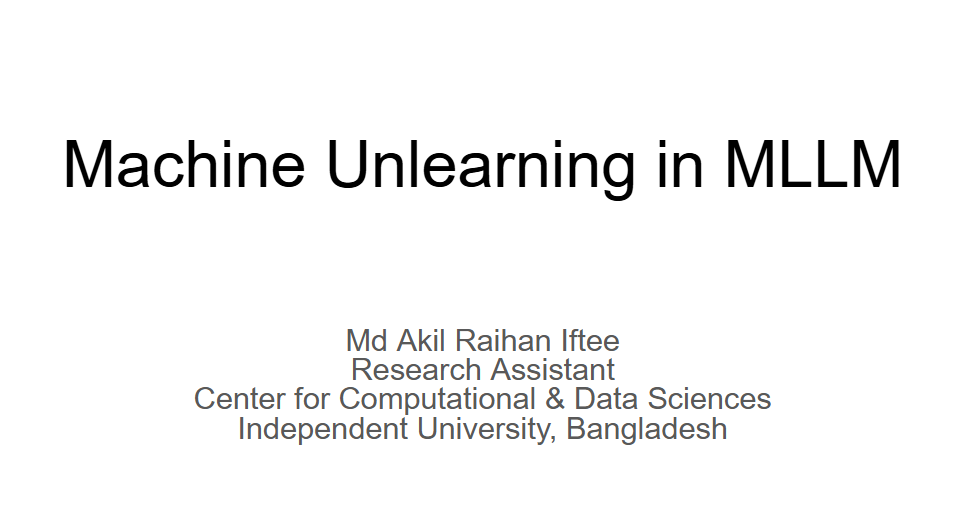 Machine Unlearning in MLLM
Md Akil Raihan Iftee
Research Assistant
Center for Computational & Data Sciences
Independent University, Bangladesh